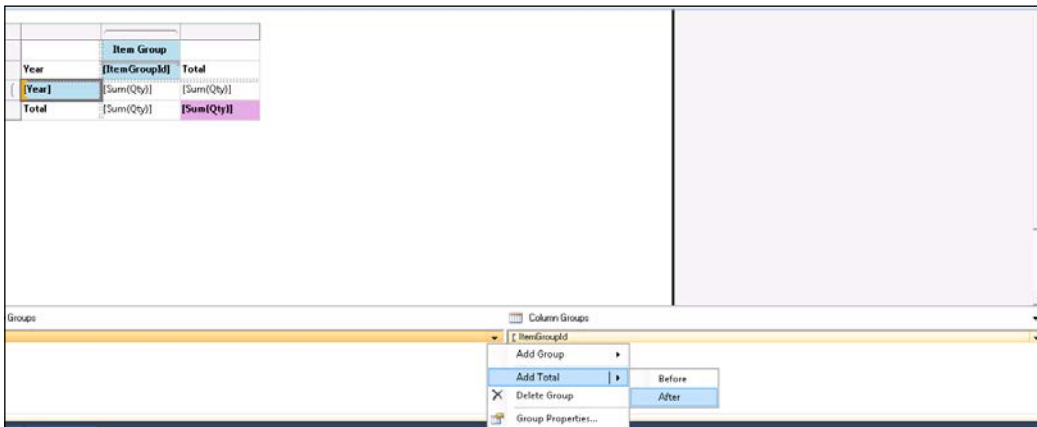 Item Group
Year [ItemGroupId] Total
[Year] [Sum(Qty)] [Sum(Qty)]
Total [Sum(Qty)] [Sum(Qty)]
Groups
Column Groups
[ ItemGroupId
Add Group
Add Total
Before
Delete Group
After
Group Properties...